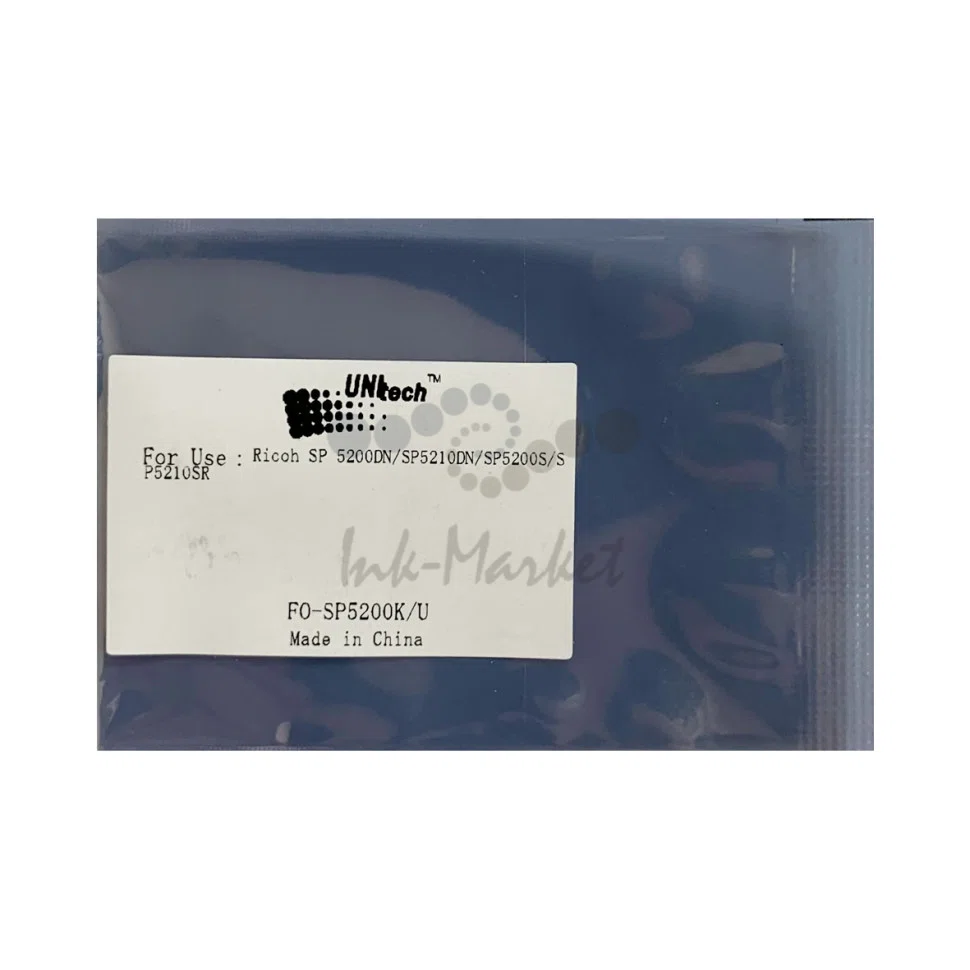 UNItech™
For Use : Ricoh SP 5200DN/SP5210DN/SP5200S/S
P5210SR
Ink-Market
FO-SP5200K/U
Made in China